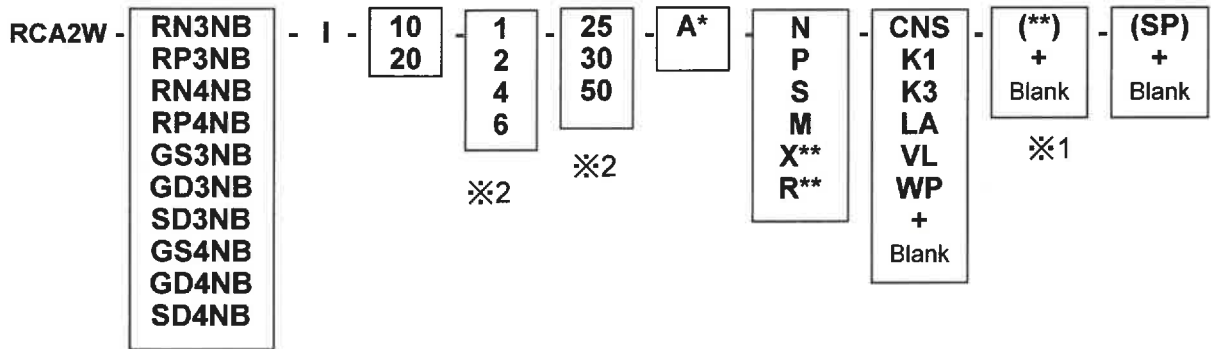 RCA2W - RN3NB - I - 10 - 1 - 25 - A* - N - CNS - (**) - (SP)
RP3NB 20 2 30 P K1 + +
RN4NB 4 50 S K3 Blank Blank
RP4NB 6 M LA
GS3NB X** VL ※1
GD3NB ※2 ※2 R** WP
SD3NB +
GS4NB Blank
GD4NB
SD4NB